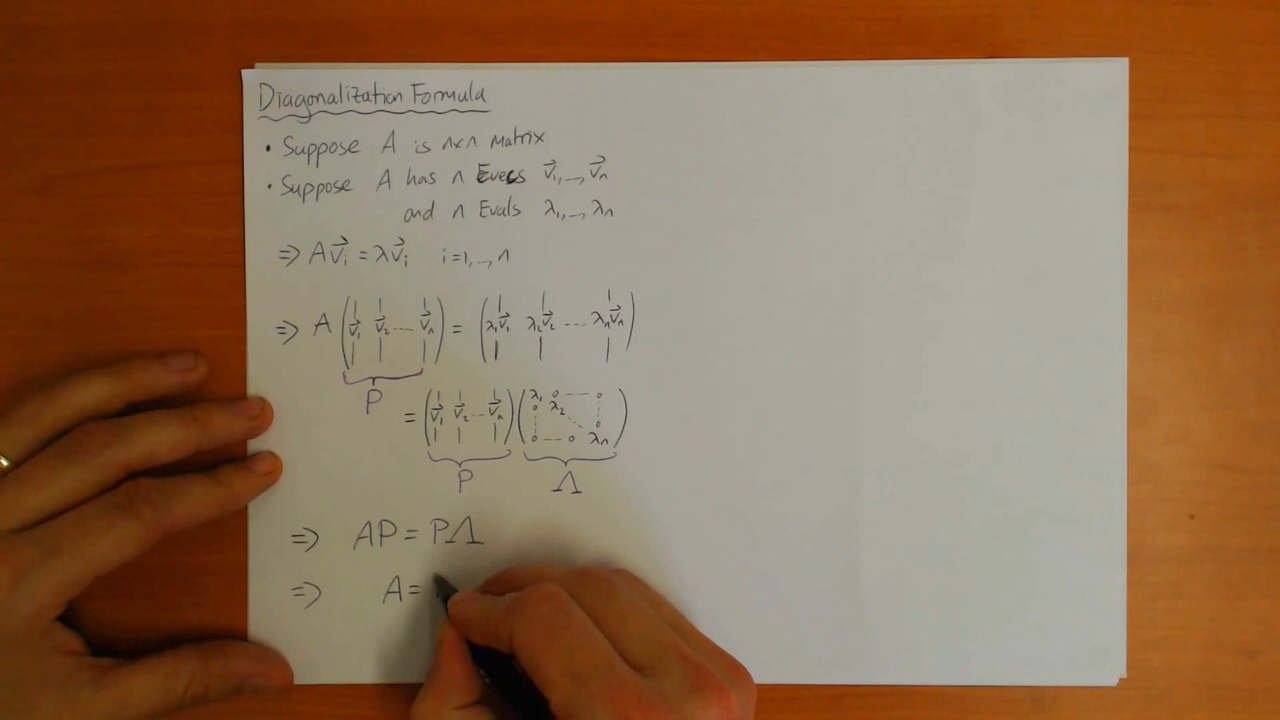 Diagonalization Formula
• Suppose A is n×n matrix
• Suppose A has n Evecs v⃗₁,...,v⃗ₙ
and n Evals λ₁,...,λₙ
⇒ Av⃗ᵢ = λv⃗ᵢ i=1,...,n
⇒ A ( v⃗₁ v⃗₂ .... v⃗ₙ ) = ( λ₁v⃗₁ λ₂v⃗₂ .... λₙv⃗ₙ )
P
= ( v⃗₁ v⃗₂ ... v⃗ₙ ) ( λ₁ 0 -- 0
0 λ₂
0
0 -- 0 λₙ )
P Λ
⇒ AP = PΛ
⇒ A =